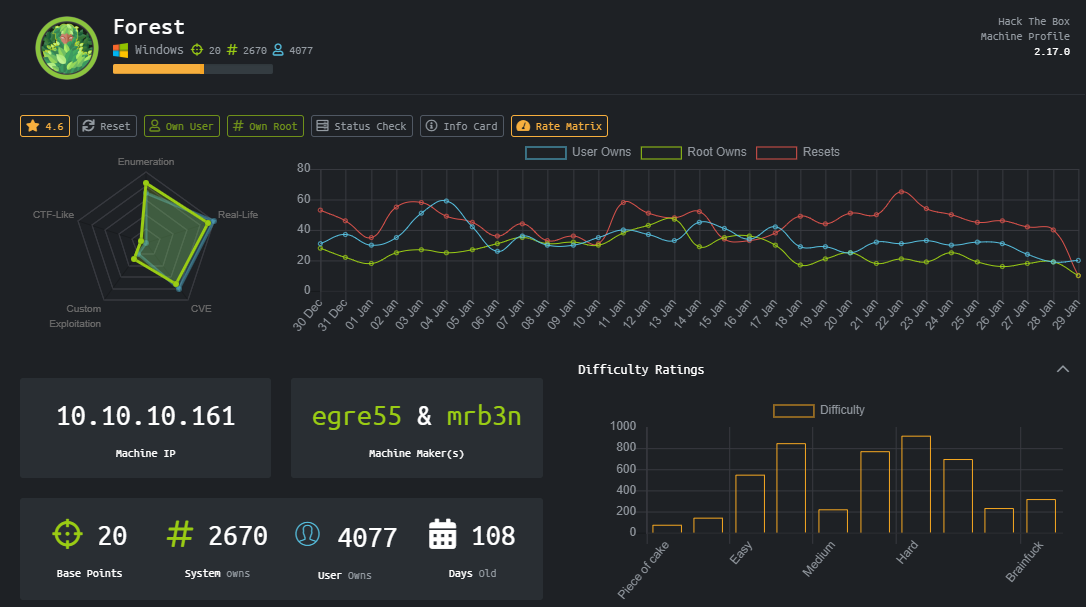 Forest
Windows 20 # 2670 4077
Hack The Box
Machine Profile
2.17.0
4.6 Reset Own User # Own Root Status Check Info Card Rate Matrix
Enumeration
CTF-Like
Real-Life
Custom
Exploitation
CVE
User Owns Root Owns Resets
80
60
40
20
0
30 Dec 31 Dec 01 Jan 02 Jan 03 Jan 04 Jan 05 Jan 06 Jan 07 Jan 08 Jan 09 Jan 10 Jan 11 Jan 12 Jan 13 Jan 14 Jan 15 Jan 16 Jan 17 Jan 18 Jan 19 Jan 20 Jan 21 Jan 22 Jan 23 Jan 24 Jan 25 Jan 26 Jan 27 Jan 28 Jan 29 Jan
10.10.10.161
Machine IP
egre55 & mrb3n
Machine Maker(s)
20 # 2670 4077 108
Base Points System owns User Owns Days Old
Difficulty Ratings
Difficulty
1000
800
600
400
200
0
Piece of cake Easy Medium Hard Brainfuck